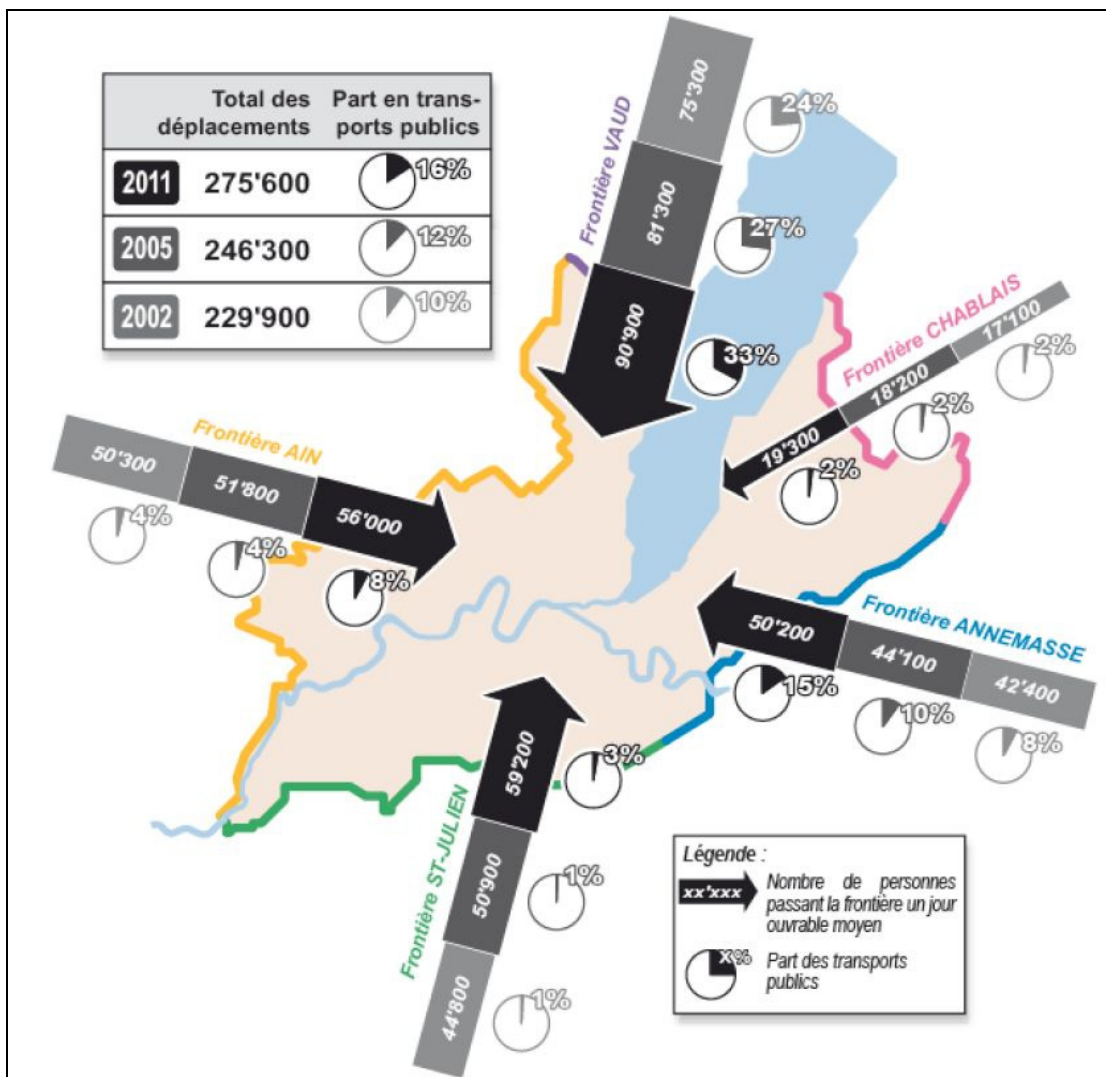 Total des déplacements
Part en trans-ports publics
2011 275'600 16%
2005 246'300 12%
2002 229'900 10%
Frontière VAUD
75'300
24%
81'300
27%
90'900
33%
Frontière CHABLAIS
17'100
2%
18'200
2%
19'300
2%
Frontière AIN
50'300
4%
51'800
4%
56'000
8%
Frontière ANNEMASSE
50'200
15%
44'100
10%
42'400
8%
Frontière ST-JULIEN
59'200
3%
50'900
1%
44'800
1%
Légende :
xx'xxx
Nombre de personnes
passant la frontière un jour
ouvrable moyen
X%
Part des transports
publics